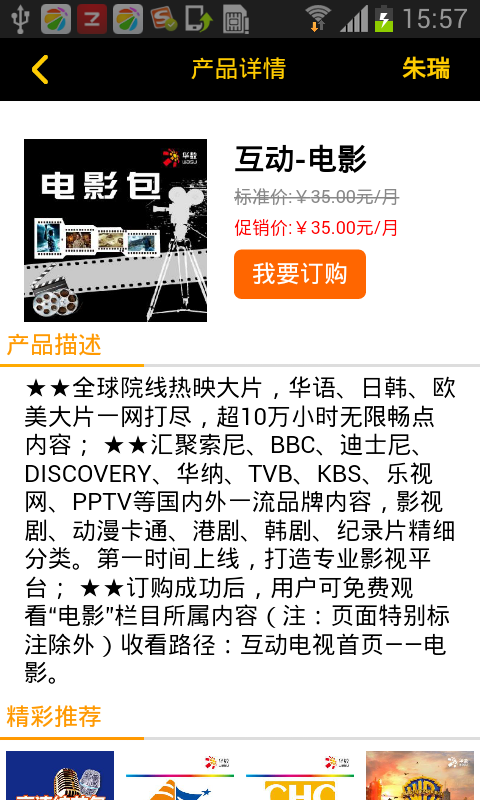 15:57
产品详情
朱瑞
华数
WASU
电影包
互动-电影
标准价:￥35.00元/月
促销价:￥35.00元/月
我要订购
产品描述
★★全球院线热映大片，华语、日韩、欧
美大片一网打尽，超10万小时无限畅点
内容； ★★汇聚索尼、BBC、迪士尼、
DISCOVERY、华纳、TVB、KBS、乐视
网、PPTV等国内外一流品牌内容，影视
剧、动漫卡通、港剧、韩剧、纪录片精细
分类。第一时间上线，打造专业影视平
台； ★★订购成功后，用户可免费观
看“电影”栏目所属内容（注：页面特别标
注除外）收看路径：互动电视首页——电
影。
精彩推荐
华数
WASU
华数
WASU
CHC
华数
WB